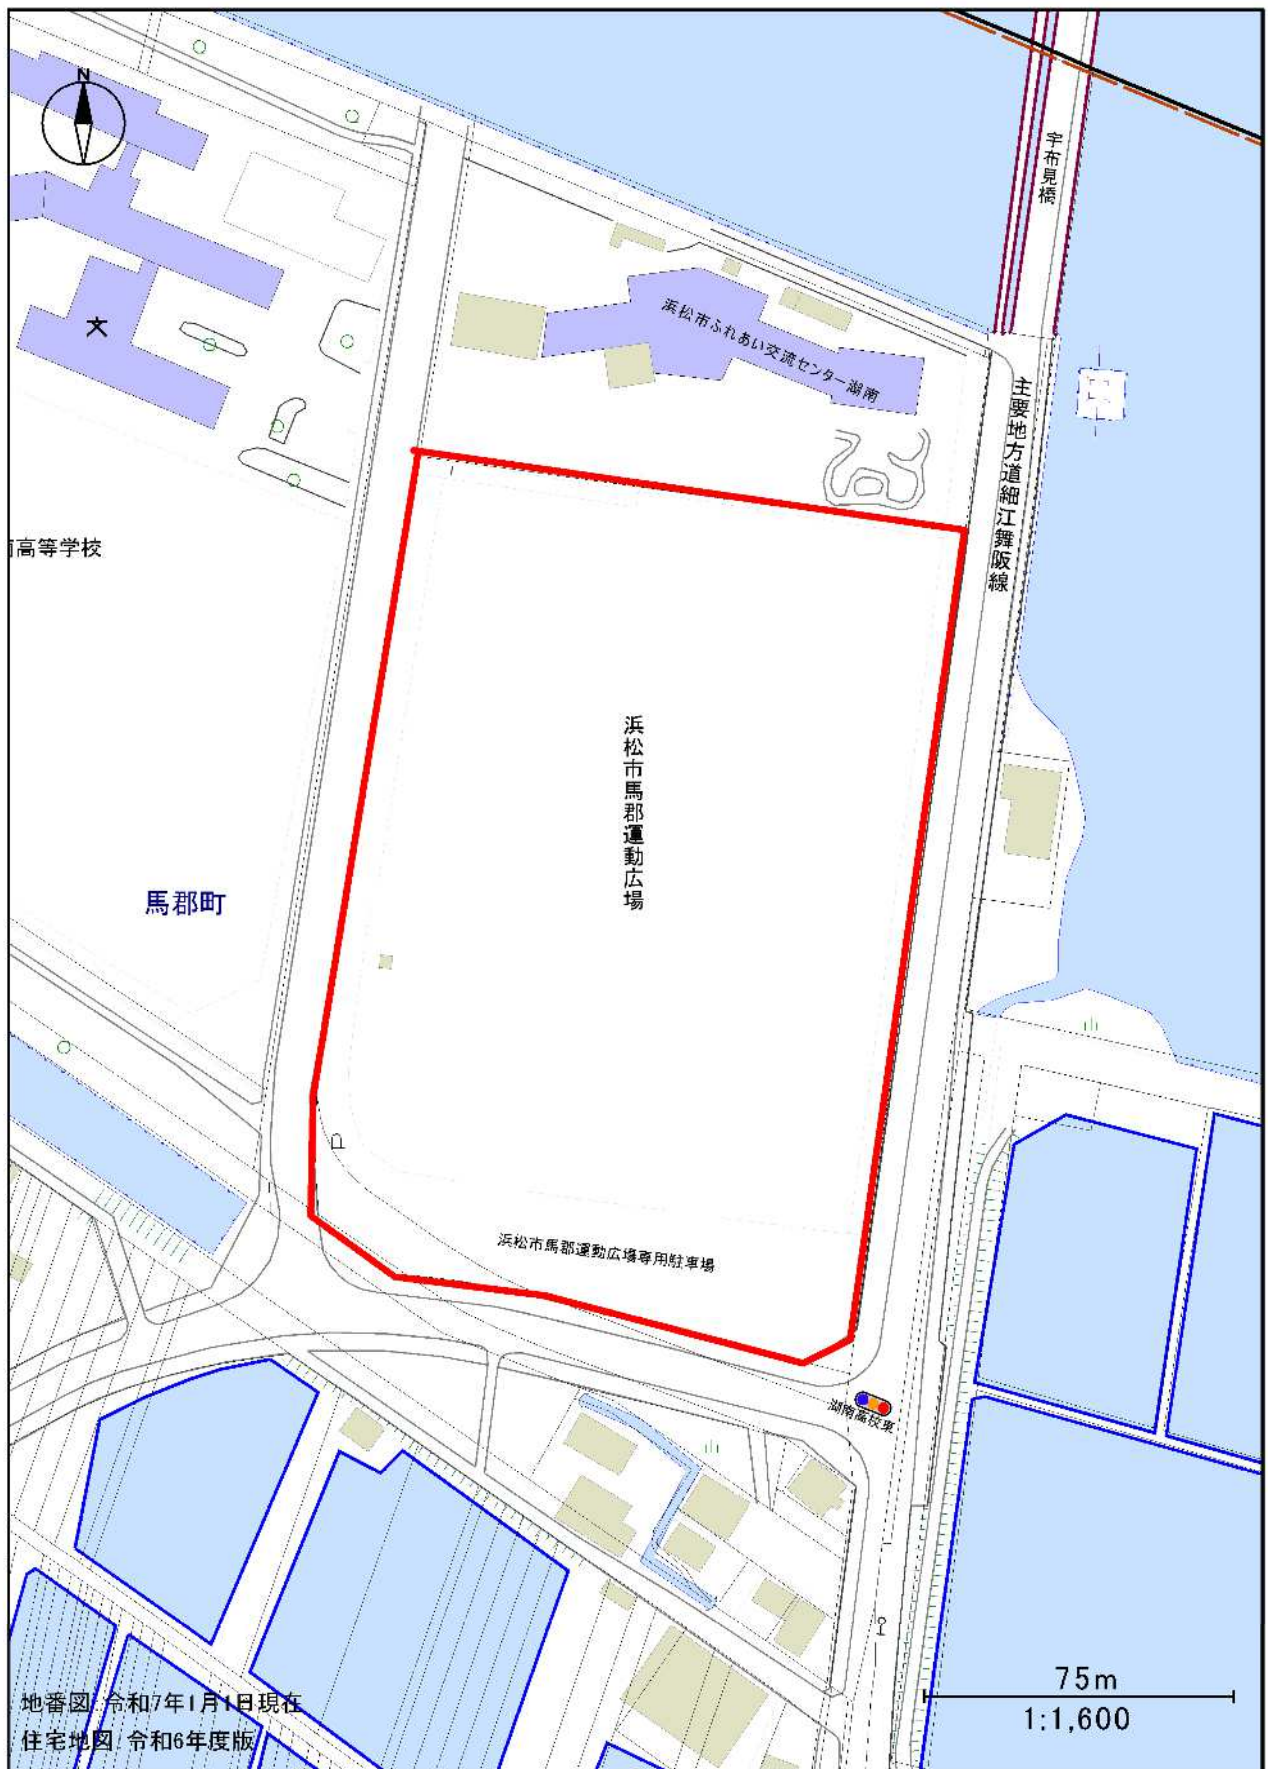 N
宇布見橋
浜松市ふれあい交流センター湖南
主要地方道細江舞阪線
高等学校
浜松市馬郡運動広場
馬郡町
浜松市馬郡運動広場専用駐車場
湖南高校東
75m
1:1,600
地番図 令和7年1月1日現在
住宅地図 令和6年度版